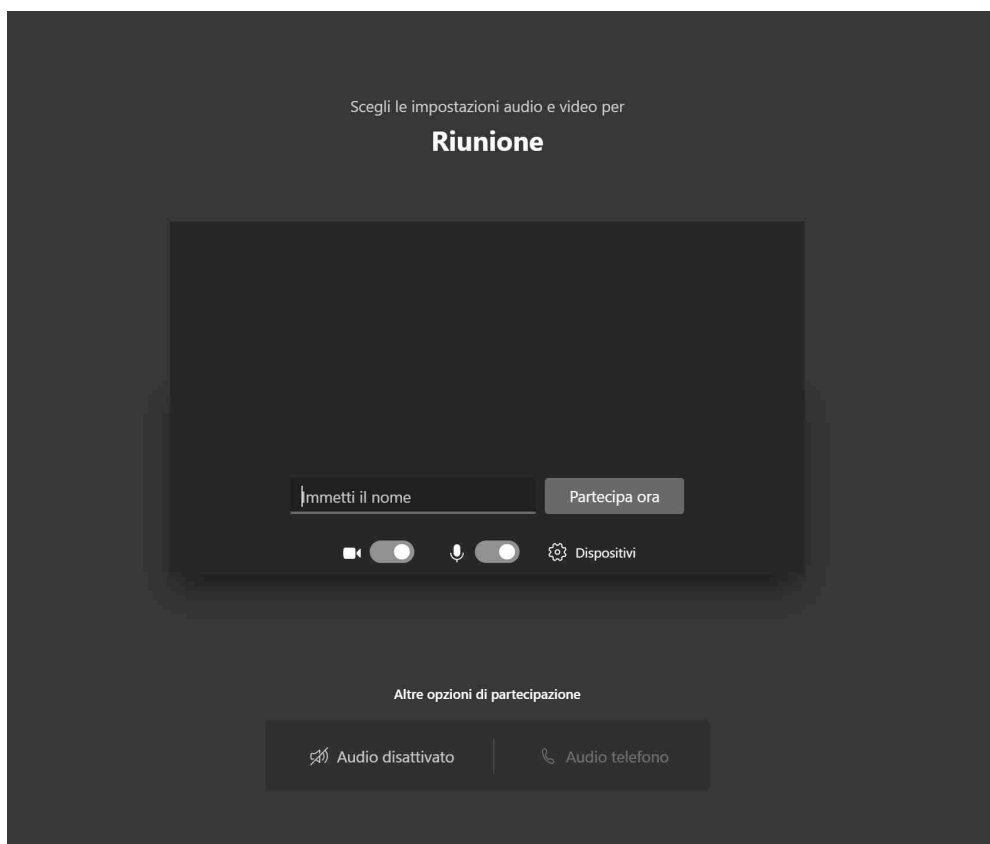 Scegli le impostazioni audio e video per
Riunione
Immetti il nome
Partecipa ora
Dispositivi
Altre opzioni di partecipazione
Audio disattivato
Audio telefono